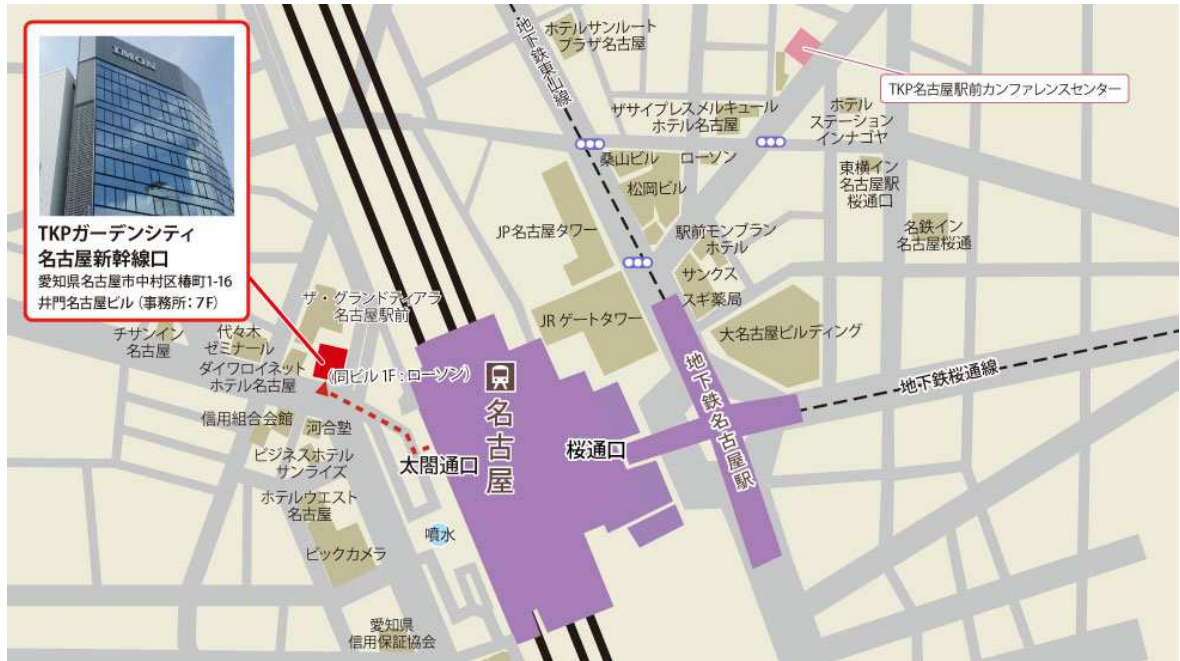 IMON
TKPガーデンシティ
名古屋新幹線口
愛知県名古屋市中村区椿町1-16
井門名古屋ビル（事務所：7F）
地下鉄東山線
ホテルサンルート
プラザ名古屋
TKP名古屋駅前カンファレンスセンター
ザサイプレスメルキュール
ホテル名古屋
ホテル
ステーション
インナゴヤ
桑山ビル
ローソン
松岡ビル
東横イン
名古屋駅
桜通口
名鉄イン
名古屋桜通
JP名古屋タワー
駅前モンブラン
ホテル
サンクス
スギ薬局
JRゲートタワー
大名古屋ビルディング
ザ・グランドティアラ
名古屋駅前
チサンイン
名古屋
代々木
ゼミナール
ダイワロイネット
ホテル名古屋
（同ビル1F：ローソン）
名古屋
地下鉄名古屋駅
地下鉄桜通線
信用組合会館
河合塾
太閤通口
桜通口
ビジネスホテル
サンライズ
ホテルウエスト
名古屋
噴水
ビックカメラ
愛知県
信用保証協会